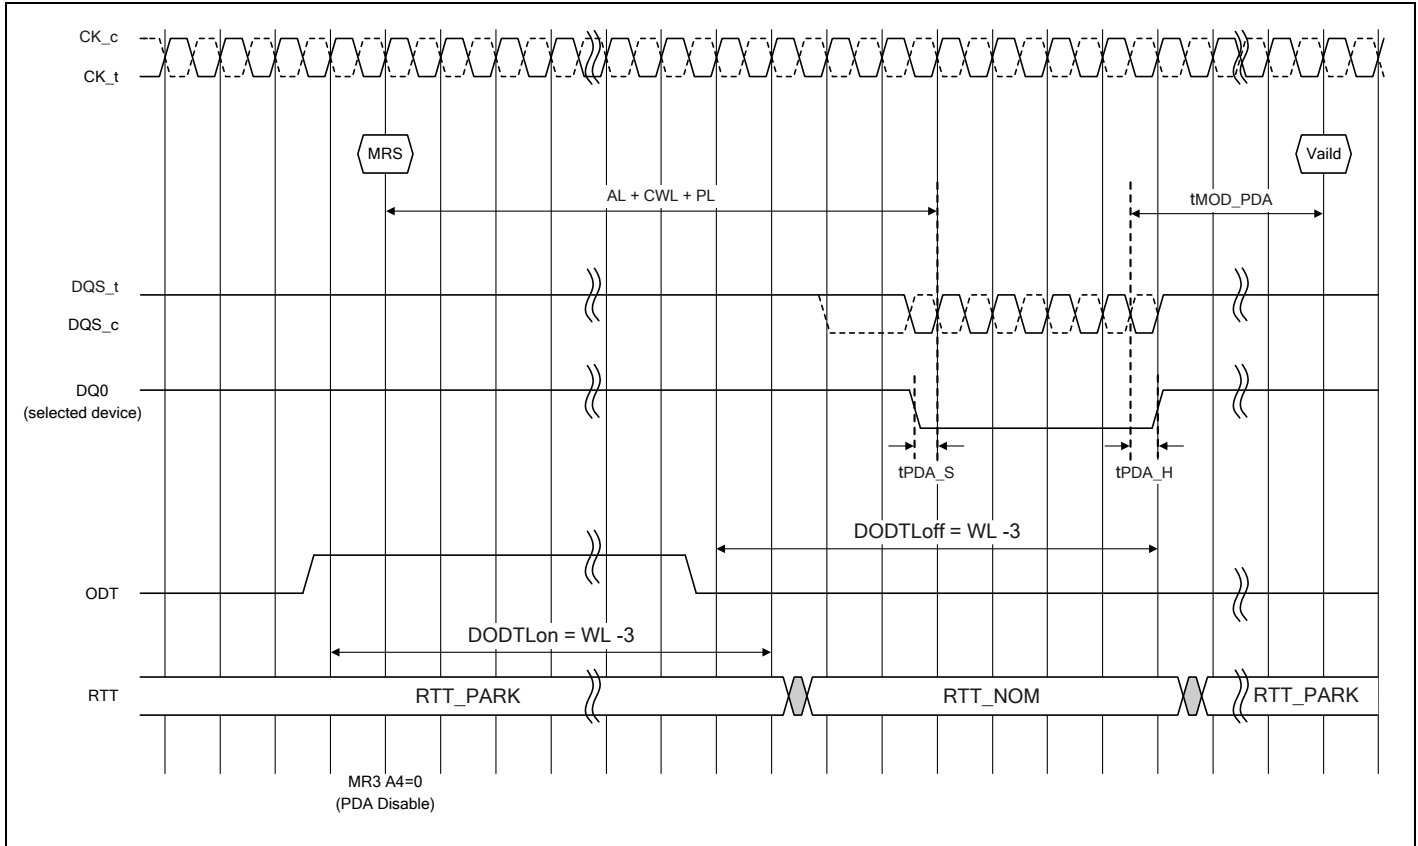 CK_c
CK_t
MRS
Vaild
AL + CWL + PL
tMOD_PDA
DQS_t
DQS_c
DQ0
(selected device)
tPDA_S
tPDA_H
DODTLoff = WL -3
ODT
DODTLon = WL -3
RTT
RTT_PARK
RTT_NOM
RTT_PARK
MR3 A4=0
(PDA Disable)